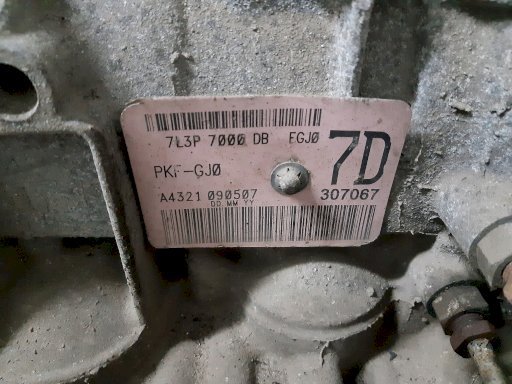 7L3P 7000 DB FGJ0 7D
PKF-GJ0
A4321 090507 307067
DD MM YY